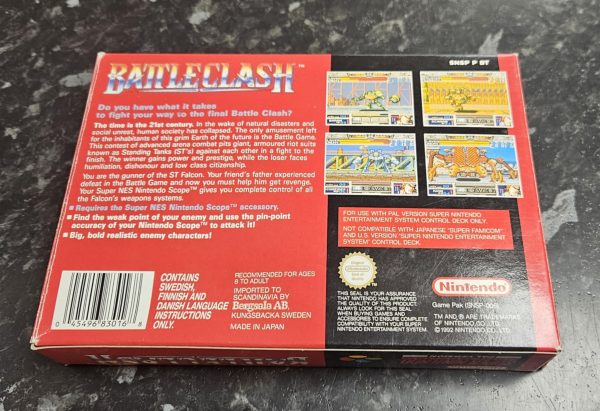 BATTLECLASH™
SNSP P BT
Do you have what it takes
to fight your way to the final Battle Clash?
The time is the 21st century. In the wake of natural disasters and
social unrest, human society has collapsed. The only amusement left
for the inhabitants of this grim Earth of the future is the Battle Game.
This contest of advanced arena combat pits giant, armoured riot suits
known as Standing Tanks (ST's) against each other in a fight to the
finish. The winner gains power and prestige, while the loser faces
humiliation, dishonour and low class citizenship.
You are the gunner of the ST Falcon. Your friend's father experienced
defeat in the Battle Game and now you must help him get revenge.
Your Super NES Nintendo Scope™ gives you complete control of all
the Falcon's weapons systems.
Requires the Super NES Nintendo Scope™ accessory.
Find the weak point of your enemy and use the pin-point
accuracy of your Nintendo Scope™ to attack it!
Big, bold realistic enemy characters!
FOR USE WITH PAL VERSION SUPER NINTENDO
ENTERTAINMENT SYSTEM CONTROL DECK ONLY.
NOT COMPATIBLE WITH JAPANESE "SUPER FAMICOM"
AND U.S. VERSION "SUPER NINTENDO ENTERTAINMENT
SYSTEM" CONTROL DECK.
0 45496 83016 8
CONTAINS
SWEDISH,
FINNISH AND
DANISH LANGUAGE
INSTRUCTIONS
ONLY.
RECOMMENDED FOR AGES
8 TO ADULT
IMPORTED TO
SCANDINAVIA BY
Bergsala AB.
KUNGSBACKA SWEDEN
MADE IN JAPAN
THIS SEAL IS YOUR ASSURANCE
THAT NINTENDO HAS APPROVED
THE QUALITY OF THIS PRODUCT.
ALWAYS LOOK FOR THIS SEAL
WHEN BUYING GAMES AND
ACCESSORIES TO ENSURE COMPLETE
COMPATIBILITY WITH YOUR SUPER
NINTENDO ENTERTAINMENT SYSTEM.
Nintendo
Game Pak (SNSP-006)
TM AND ® ARE TRADEMARKS
OF NINTENDO CO., LTD.
© 1992 NINTENDO CO., LTD.
BATTLECLASH